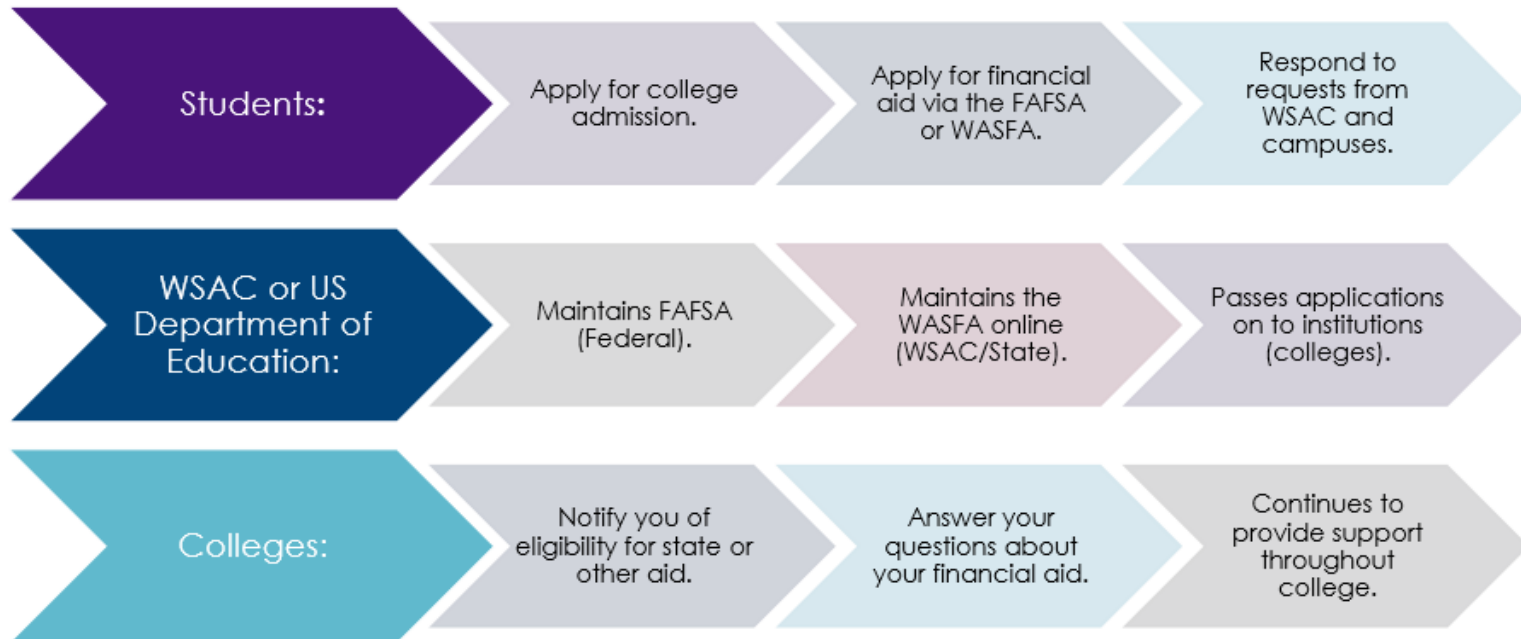 Students:
Apply for college
admission.
Apply for financial
aid via the FAFSA
or WASFA.
Respond to
requests from
WSAC and
campuses.
WSAC or US
Department of
Education:
Maintains FAFSA
(Federal).
Maintains the
WASFA online
(WSAC/State).
Passes applications
on to institutions
(colleges).
Colleges:
Notify you of
eligibility for state or
other aid.
Answer your
questions about
your financial aid.
Continues to
provide support
throughout
college.